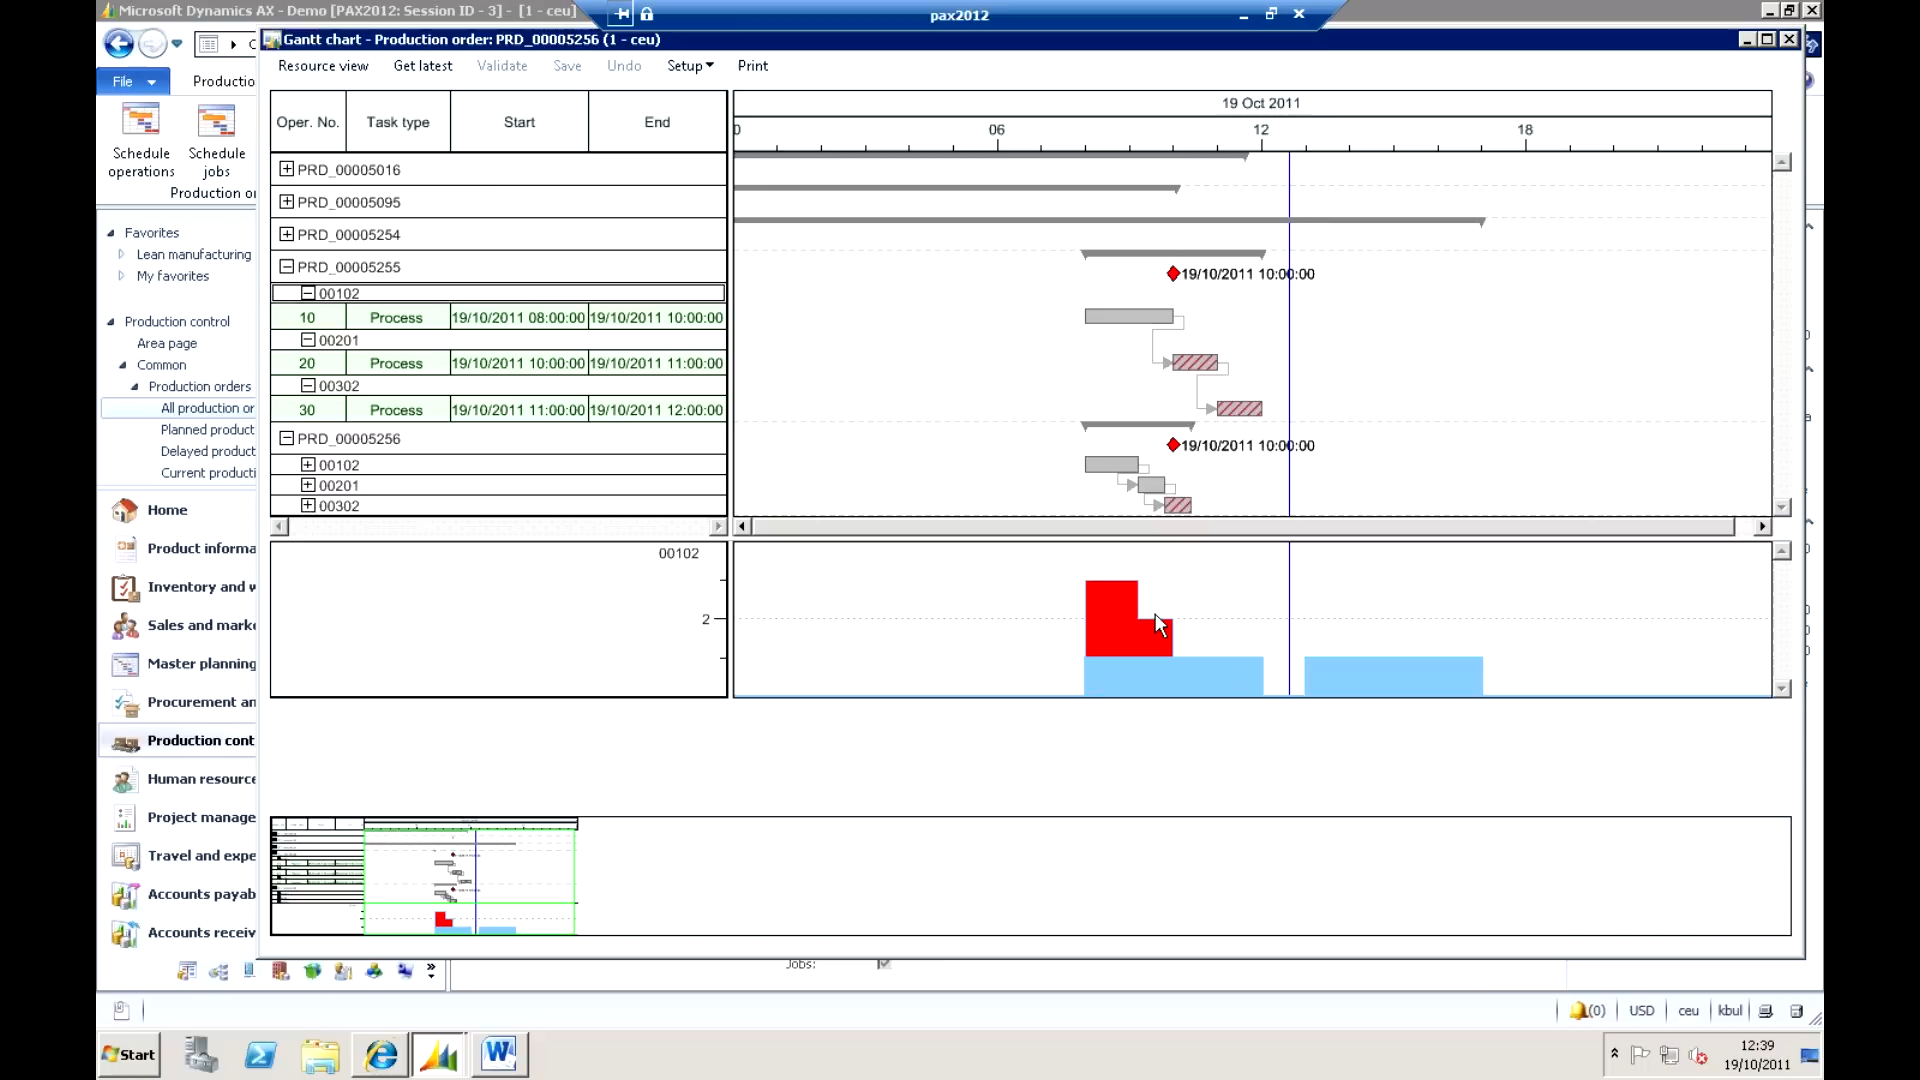 Microsoft Dynamics AX - Demo [PAX2012: Session ID - 3] - [1 - ceu]
pax2012
Gantt chart - Production order: PRD_00005256 (1 - ceu)
Resource view Get latest Validate Save Undo Setup Print
File
Productio
Schedule operations
Schedule jobs
Production or
Oper. No. Task type Start End
19 Oct 2011
0 06 12 18
PRD_00005016
PRD_00005095
PRD_00005254
PRD_00005255
19/10/2011 10:00:00
00102
10 Process 19/10/2011 08:00:00 19/10/2011 10:00:00
00201
20 Process 19/10/2011 10:00:00 19/10/2011 11:00:00
00302
30 Process 19/10/2011 11:00:00 19/10/2011 12:00:00
PRD_00005256
19/10/2011 10:00:00
00102
00201
00302
00102
2
Favorites
Lean manufacturing
My favorites
Production control
Area page
Common
Production orders
All production or
Planned product
Delayed product
Current producti
Home
Product informa
Inventory and w
Sales and marke
Master planning
Procurement an
Production cont
Human resource
Project manage
Travel and expe
Accounts payab
Accounts receiv
Jobs:
(0) USD ceu kbul
Start
12:39
19/10/2011